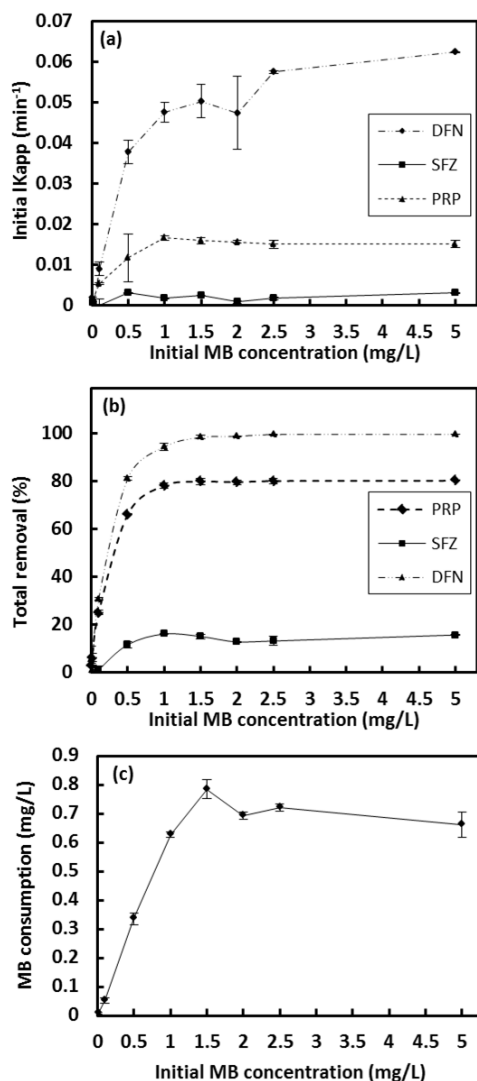 (a)
Initia lKapp (min⁻¹)
0.07
0.06
0.05
0.04
0.03
0.02
0.01
0
DFN
SFZ
PRP
0 0.5 1 1.5 2 2.5 3 3.5 4 4.5 5
Initial MB concentration (mg/L)
(b)
Total removal (%)
100
80
60
40
20
0
PRP
SFZ
DFN
0 0.5 1 1.5 2 2.5 3 3.5 4 4.5 5
Initial MB concentration (mg/L)
(c)
MB consumption (mg/L)
0.9
0.8
0.7
0.6
0.5
0.4
0.3
0.2
0.1
0
0 0.5 1 1.5 2 2.5 3 3.5 4 4.5 5
Initial MB concentration (mg/L)